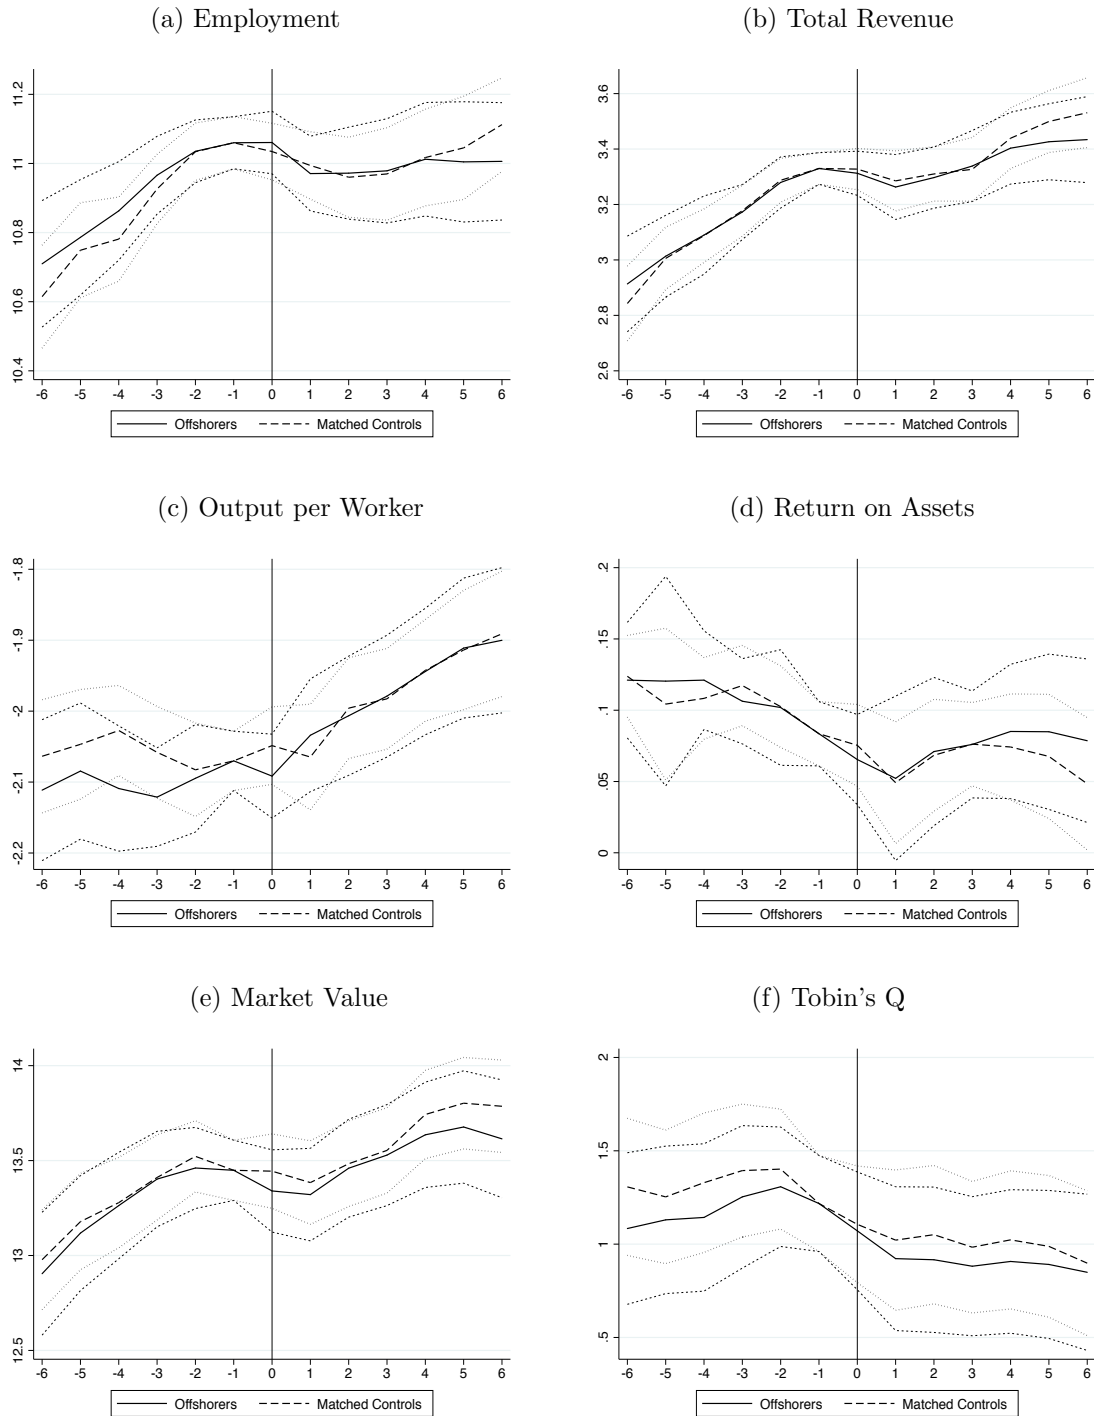 (a) Employment
(b) Total Revenue
11.2
11
10.8
10.6
10.4
-6 -5 -4 -3 -2 -1 0 1 2 3 4 5 6
Offshorers Matched Controls
3.6
3.4
3.2
3
2.8
2.6
-6 -5 -4 -3 -2 -1 0 1 2 3 4 5 6
Offshorers Matched Controls
(c) Output per Worker
(d) Return on Assets
-1.8
-1.9
-2
-2.1
-2.2
-6 -5 -4 -3 -2 -1 0 1 2 3 4 5 6
Offshorers Matched Controls
.2
.15
.1
.05
0
-6 -5 -4 -3 -2 -1 0 1 2 3 4 5 6
Offshorers Matched Controls
(e) Market Value
(f) Tobin's Q
14
13.5
13
12.5
-6 -5 -4 -3 -2 -1 0 1 2 3 4 5 6
Offshorers Matched Controls
2
1.5
1
.5
-6 -5 -4 -3 -2 -1 0 1 2 3 4 5 6
Offshorers Matched Controls